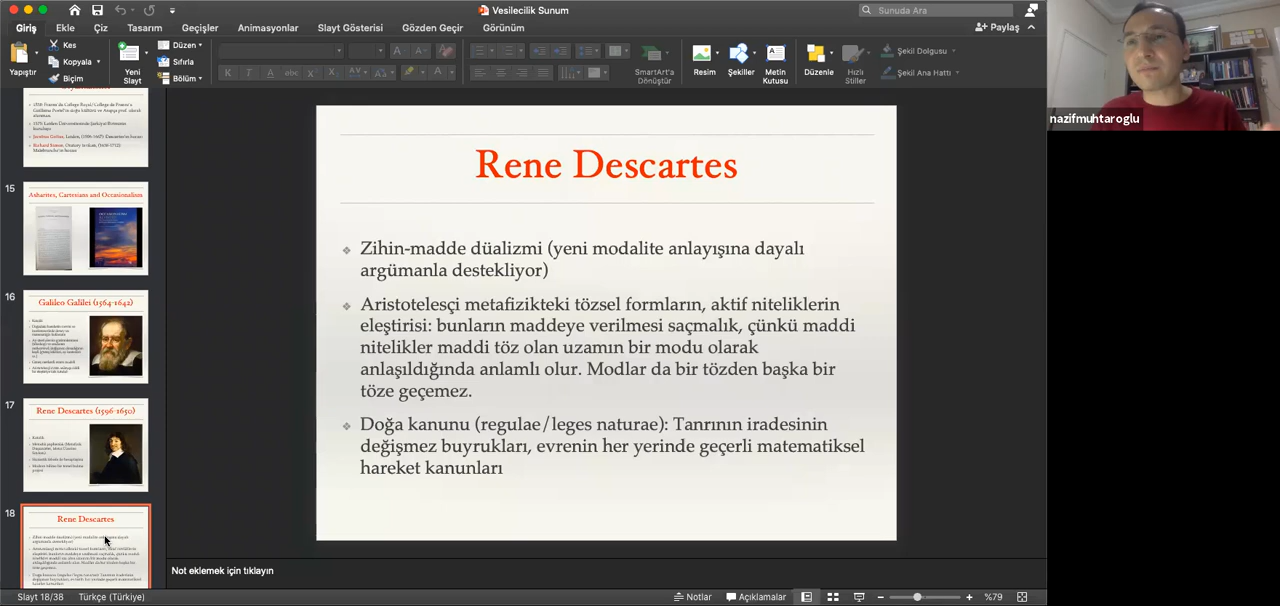 Vesilecilik Sunum
Sunuda Ara
Giriş Ekle Çiz Tasarım Geçişler Animasyonlar Slayt Gösterisi Gözden Geçir Görünüm
Paylaş
Yapıştır
Kes
Kopyala
Biçim
Yeni
Slayt
Düzen
Sıfırla
Bölüm
SmartArt'a
Dönüştür
Resim
Şekiller
Metin
Kutusu
Düzenle
Hızlı
Stiller
Şekil Dolgusu
Şekil Ana Hattı
nazifmuhtaroglu
15
Asharites, Cartesians and Occasionalism
16
Galileo Galilei (1564-1642)
17
Rene Descartes (1596-1650)
18
Rene Descartes
Rene Descartes
Zihin-madde düalizmi (yeni modalite anlayışına dayalı
argümanla destekliyor)
Aristotelesçi metafizikteki tözsel formların, aktif niteliklerin
eleştirisi: bunların maddeye verilmesi saçmalık, çünkü maddi
nitelikler maddi töz olan uzamın bir modu olarak
anlaşıldığında anlamlı olur. Modlar da bir tözden başka bir
töze geçemez.
Doğa kanunu (regulae/leges naturae): Tanrının iradesinin
değişmez buyrukları, evrenin her yerinde geçerli matematiksel
hareket kanunları
Not eklemek için tıklayın
Slayt 18/38 Türkçe (Türkiye) Notlar Açıklamalar %79